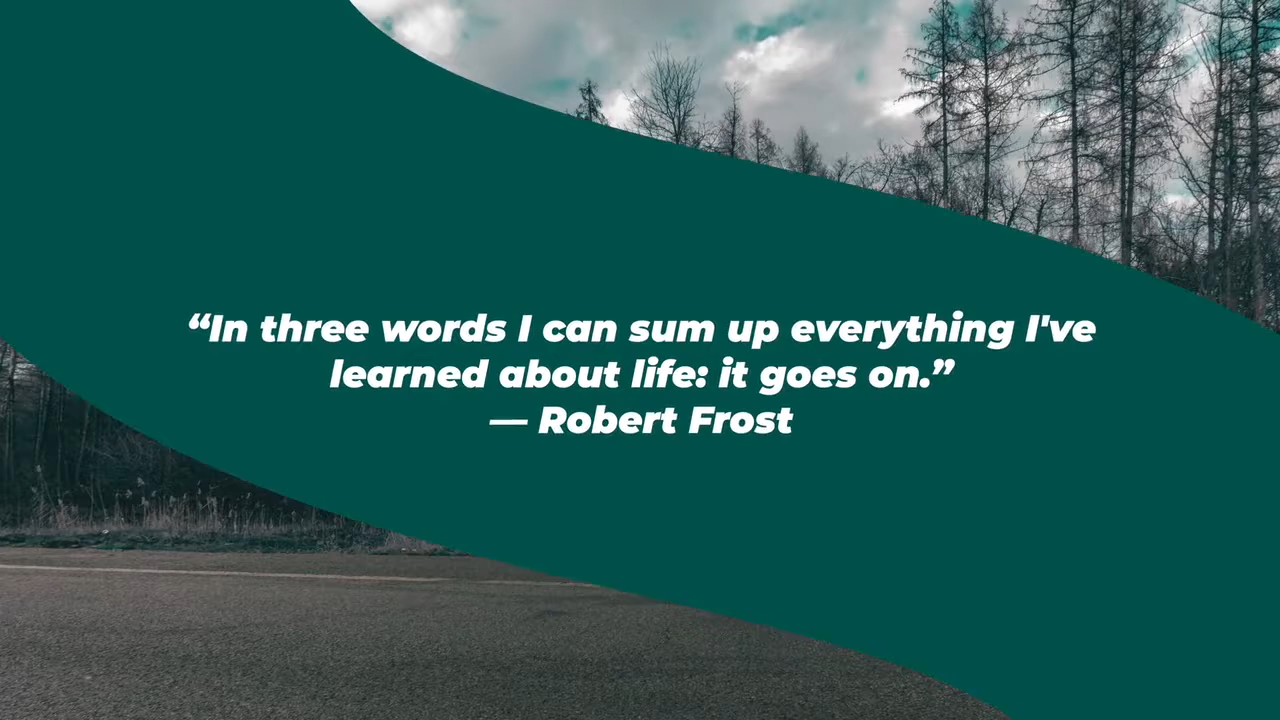 “In three words I can sum up everything I've
learned about life: it goes on.”
— Robert Frost